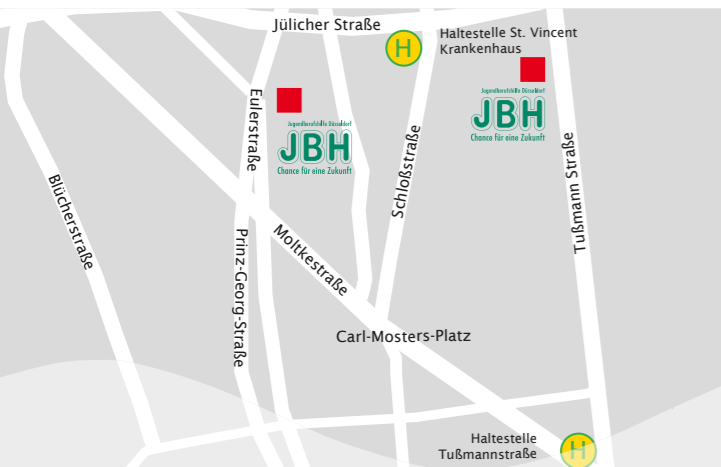 Jülicher Straße
H
Haltestelle St. Vincent
Krankenhaus
Eulerstraße
Jugendberufshilfe Düsseldorf
JBH
Chance für eine Zukunft
Jugendberufshilfe Düsseldorf
JBH
Chance für eine Zukunft
Schloßstraße
Tußmann Straße
Blücherstraße
Prinz-Georg-Straße
Moltkestraße
Carl-Mosters-Platz
Haltestelle
Tußmannstraße
H